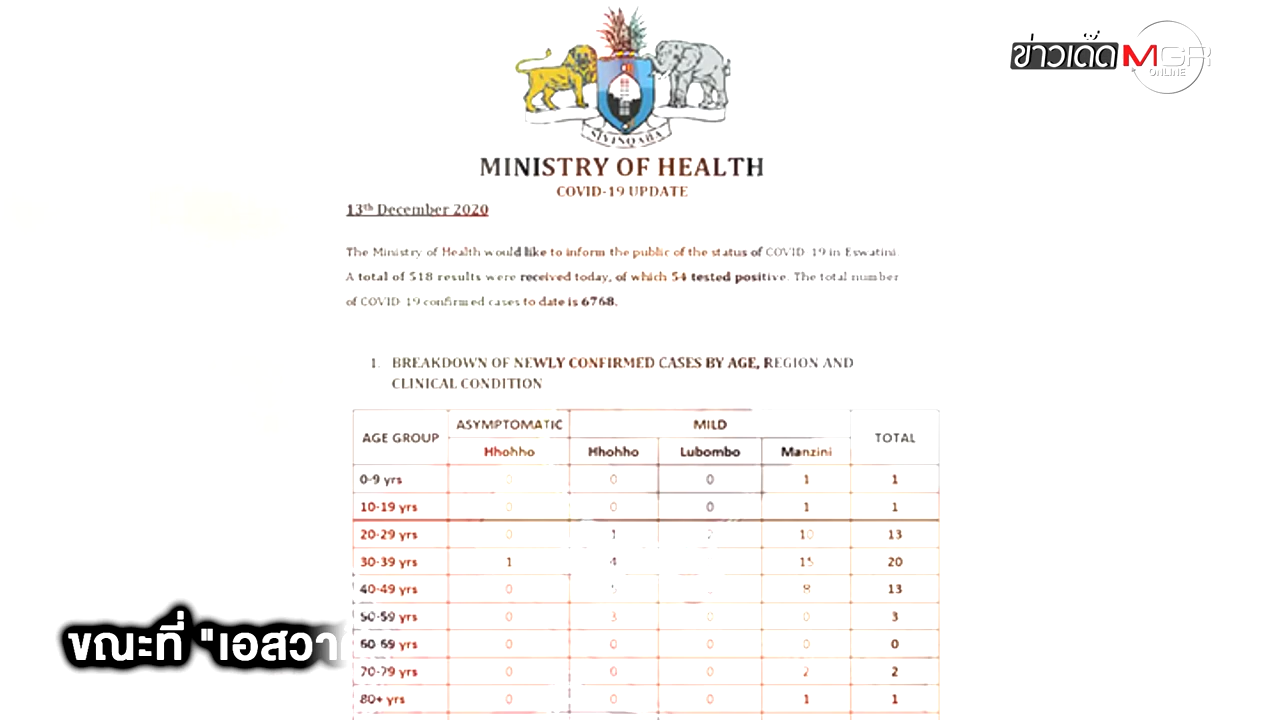 ข่าวเด็ด MGR
ONLINE
SIYINQABA
MINISTRY OF HEALTH
COVID-19 UPDATE
13th December 2020
The Ministry of Health would like to inform the public of the status of COVID-19 in Eswatini.
A total of 518 results were received today, of which 54 tested positive. The total number
of COVID-19 confirmed cases to date is 6768.
1. BREAKDOWN OF NEWLY CONFIRMED CASES BY AGE, REGION AND
CLINICAL CONDITION
AGE GROUP ASYMPTOMATIC MILD TOTAL
Hhohho Hhohho Lubombo Manzini
0-9 yrs 0 0 0 1 1
10-19 yrs 0 0 0 1 1
20-29 yrs 0 1 2 10 13
30-39 yrs 1 4 15 20
40-49 yrs 0 8 13
50-59 yrs 0 3 0 0 3
60-69 yrs 0 0 0 0 0
70-79 yrs 0 0 0 2 2
80+ yrs 0 0 0 1 1
ขณะที่ "เอสวา